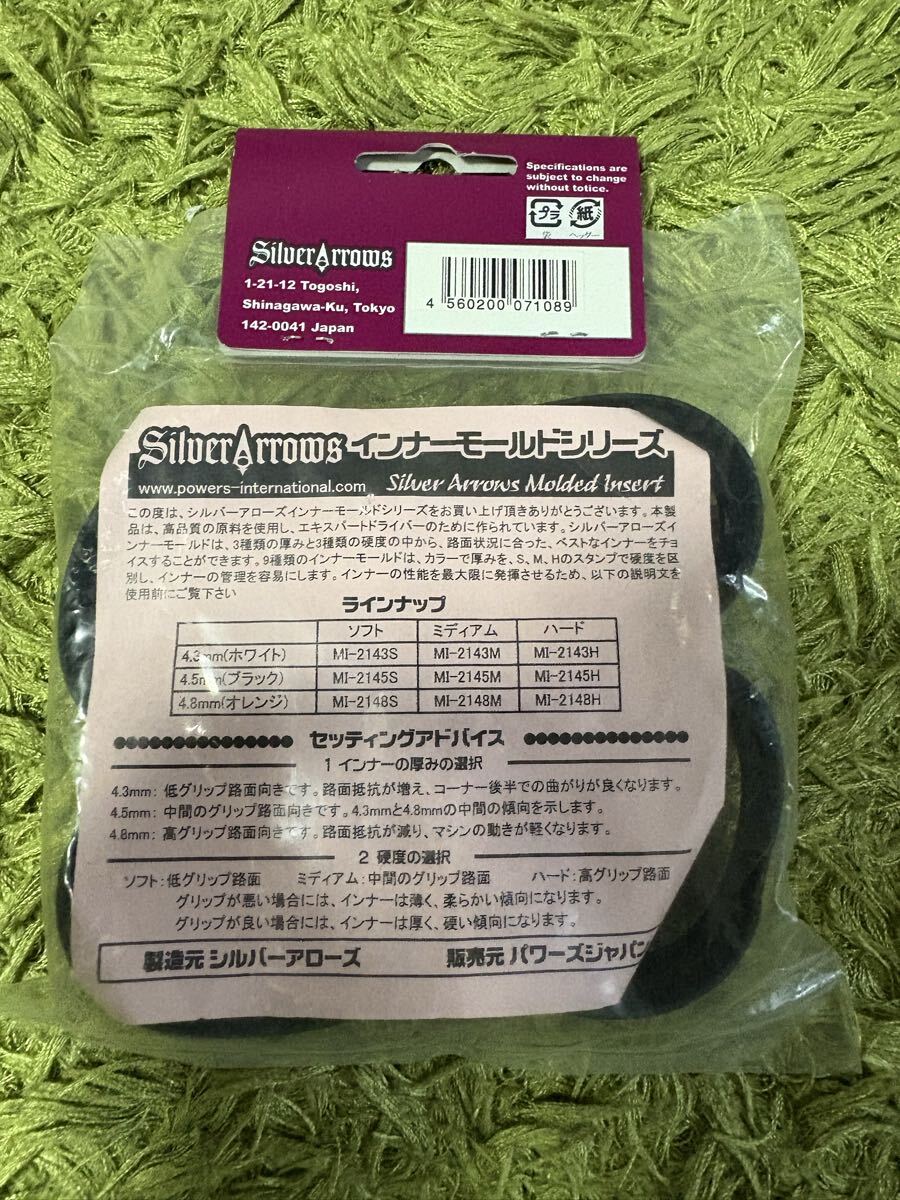 Specifications are
subject to change
without totice.
プラ 紙
袋 ヘッダー
SilverArrows
1-21-12 Togoshi,
Shinagawa-Ku, Tokyo
142-0041 Japan
4 560200 071089
SilverArrows インナーモールドシリーズ
www.powers-international.com Silver Arrows Molded Insert
この度は、シルバーアローズインナーモールドシリーズをお買い上げ頂きありがとうございます。本製
品は、高品質の原料を使用し、エキスパートドライバーのために作られています。シルバーアローズイ
ンナーモールドは、3種類の厚みと3種類の硬度の中から、路面状況に合った、ベストなインナーをチョ
イスすることができます。9種類のインナーモールドは、カラーで厚みを、S、M、Hのスタンプで硬度を区
別し、インナーの管理を容易にします。インナーの性能を最大限に発揮させるため、以下の説明文を
使用前にご覧下さい
ラインナップ
ソフト ミディアム ハード
4.3mm(ホワイト) MI-2143S MI-2143M MI-2143H
4.5mm(ブラック) MI-2145S MI-2145M MI-2145H
4.8mm(オレンジ) MI-2148S MI-2148M MI-2148H
セッティングアドバイス
1 インナーの厚みの選択
4.3mm: 低グリップ路面向きです。路面抵抗が増え、コーナー後半での曲がりが良くなります。
4.5mm: 中間のグリップ路面向きです。4.3mmと4.8mmの中間の傾向を示します。
4.8mm: 高グリップ路面向きです。路面抵抗が減り、マシンの動きが軽くなります。
2 硬度の選択
ソフト:低グリップ路面 ミディアム:中間のグリップ路面 ハード:高グリップ路面
グリップが悪い場合には、インナーは薄く、柔らかい傾向になります。
グリップが良い場合には、インナーは厚く、硬い傾向になります。
製造元 シルバーアローズ 販売元 パワーズジャパン